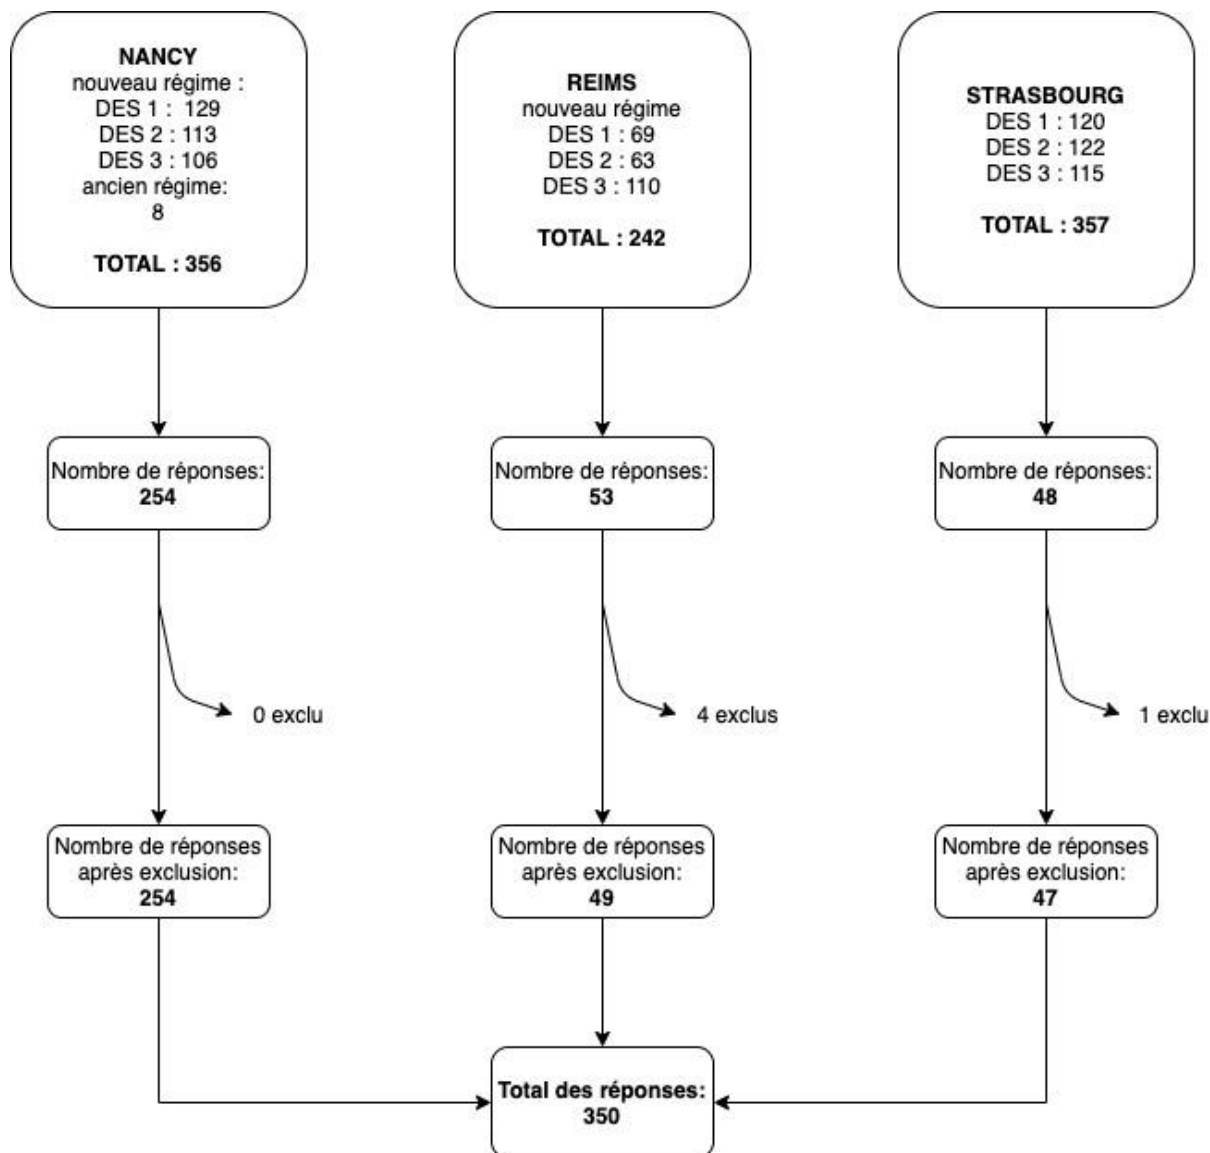 NANCY
nouveau régime :
DES 1 : 129
DES 2 : 113
DES 3 : 106
ancien régime:
8
TOTAL : 356
REIMS
nouveau régime
DES 1 : 69
DES 2 : 63
DES 3 : 110
TOTAL : 242
STRASBOURG
DES 1 : 120
DES 2 : 122
DES 3 : 115
TOTAL : 357
Nombre de réponses:
254
Nombre de réponses:
53
Nombre de réponses:
48
0 exclu
4 exclus
1 exclu
Nombre de réponses
après exclusion:
254
Nombre de réponses
après exclusion:
49
Nombre de réponses
après exclusion:
47
Total des réponses:
350